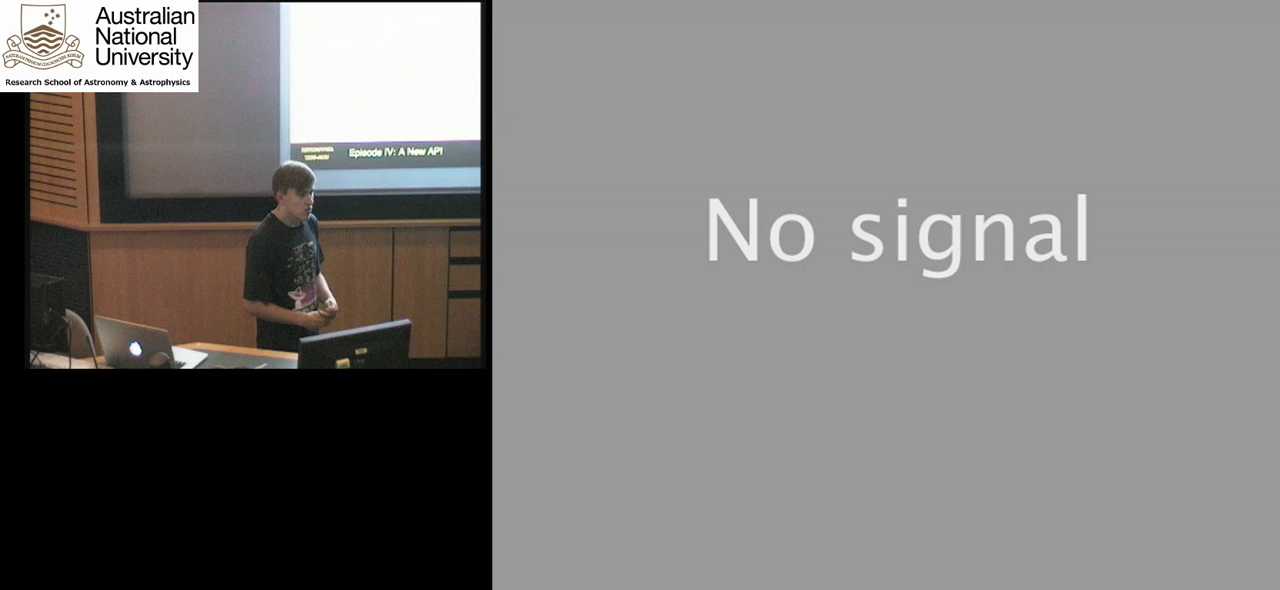 Australian
National
University
Research School of Astronomy & Astrophysics
Episode IV: A New API
No signal